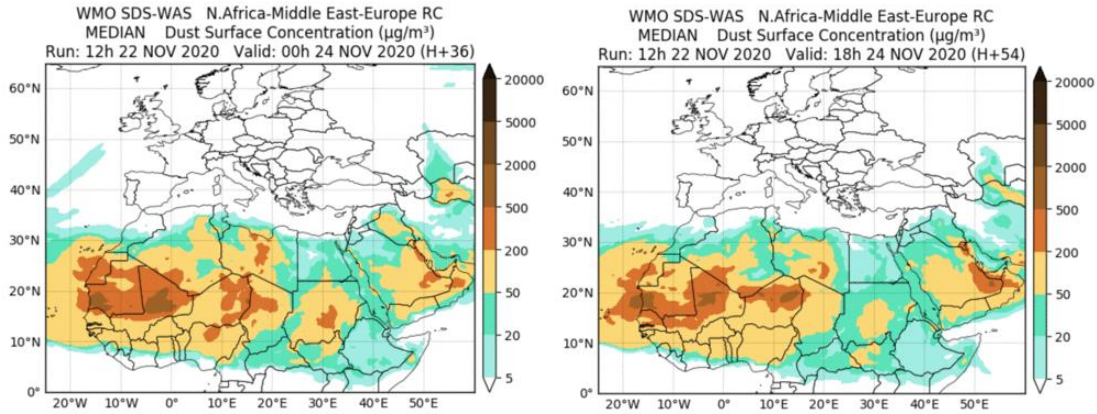 WMO SDS-WAS   N.Africa-Middle East-Europe RC
MEDIAN   Dust Surface Concentration (µg/m³)
Run: 12h 22 NOV 2020   Valid: 00h 24 NOV 2020 (H+36)
60°N
50°N
40°N
30°N
20°N
10°N
0°
20°W 10°W 0° 10°E 20°E 30°E 40°E 50°E
20000
5000
2000
500
200
50
20
5
WMO SDS-WAS   N.Africa-Middle East-Europe RC
MEDIAN   Dust Surface Concentration (µg/m³)
Run: 12h 22 NOV 2020   Valid: 18h 24 NOV 2020 (H+54)
60°N
50°N
40°N
30°N
20°N
10°N
0°
20°W 10°W 0° 10°E 20°E 30°E 40°E 50°E
20000
5000
2000
500
200
50
20
5